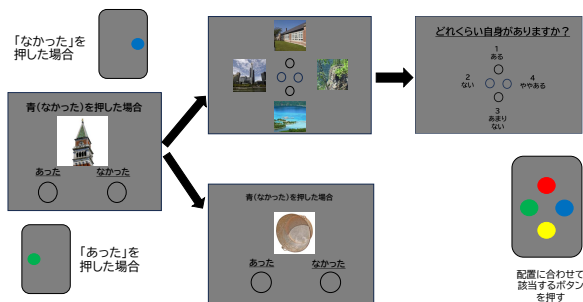 「なかった」を
押した場合
青(なかった)を押した場合
あった
なかった
「あった」を
押した場合
どれくらい自身がありますか?
1
ある
2
ない
4
ややある
3
あまり
ない
青(なかった)を押した場合
あった
なかった
配置に合わせて
該当するボタン
を押す